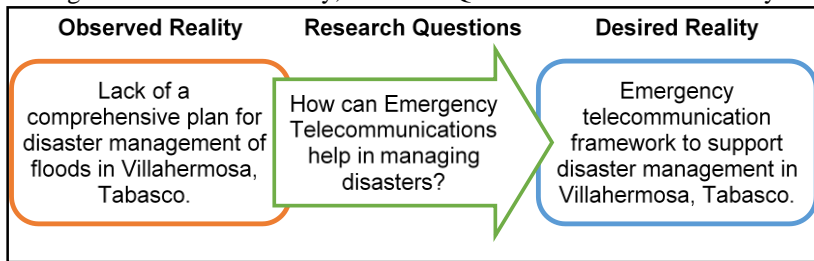 Observed Reality
Research Questions
Desired Reality
Lack of a
comprehensive plan for
disaster management of
floods in Villahermosa,
Tabasco.
How can Emergency
Telecommunications
help in managing
disasters?
Emergency
telecommunication
framework to support
disaster management in
Villahermosa, Tabasco.